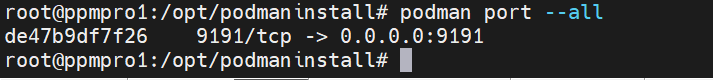 root@ppmpro1:/opt/podmaninstall# podman port --all
de47b9df7f26    9191/tcp -> 0.0.0.0:9191
root@ppmpro1:/opt/podmaninstall#